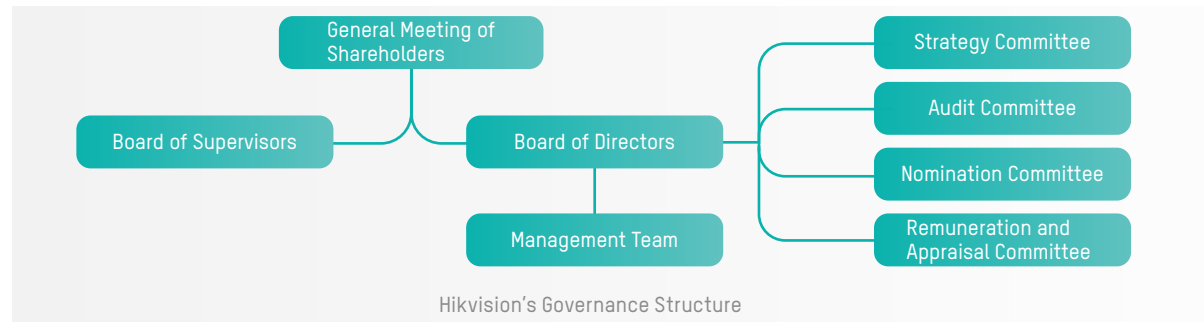 General Meeting of
Shareholders
Strategy Committee
Audit Committee
Board of Supervisors
Board of Directors
Nomination Committee
Management Team
Remuneration and
Appraisal Committee
Hikvision's Governance Structure